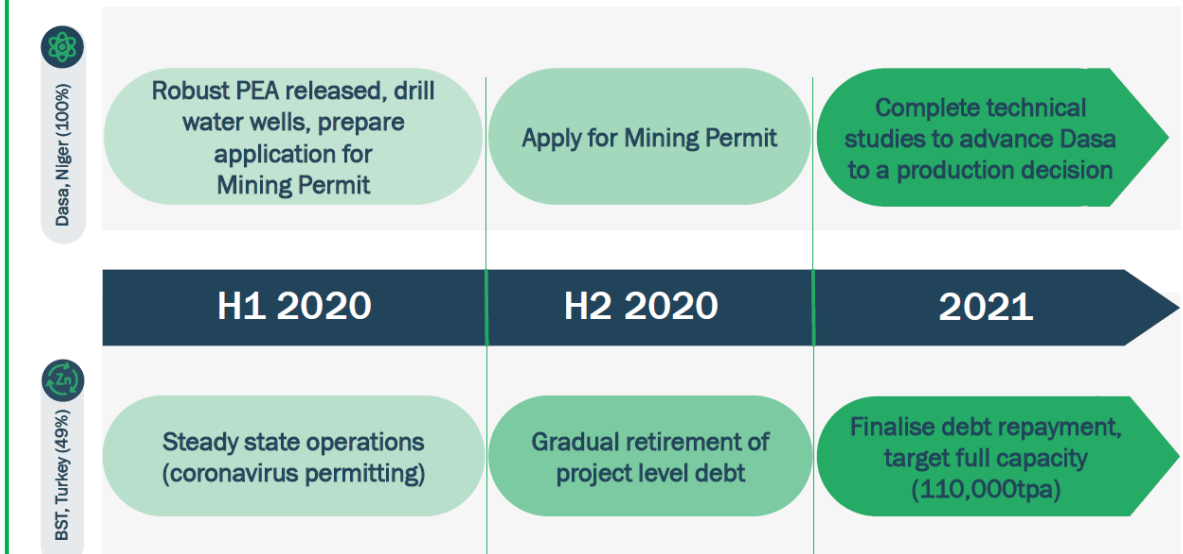 Dasa, Niger (100%)
Robust PEA released, drill
water wells, prepare
application for
Mining Permit
Apply for Mining Permit
Complete technical
studies to advance Dasa
to a production decision
H1 2020
H2 2020
2021
BST, Turkey (49%)
Zn
Steady state operations
(coronavirus permitting)
Gradual retirement of
project level debt
Finalise debt repayment,
target full capacity
(110,000tpa)